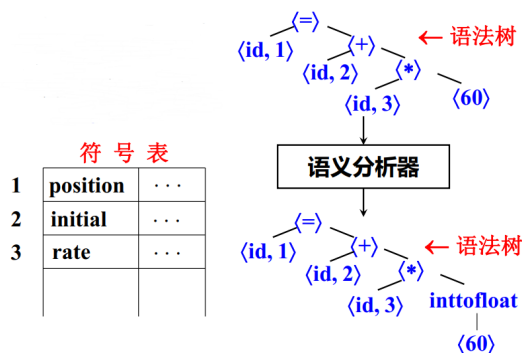 ⟨=⟩
⟨id, 1⟩ ⟨+⟩ ← 语法树
⟨id, 2⟩ ⟨*⟩
⟨id, 3⟩ ⟨60⟩
语义分析器
符 号 表
1 position ···
2 initial ···
3 rate ···
⟨=⟩
⟨id, 1⟩ ⟨+⟩ ← 语法树
⟨id, 2⟩ ⟨*⟩
⟨id, 3⟩ inttofloat
⟨60⟩